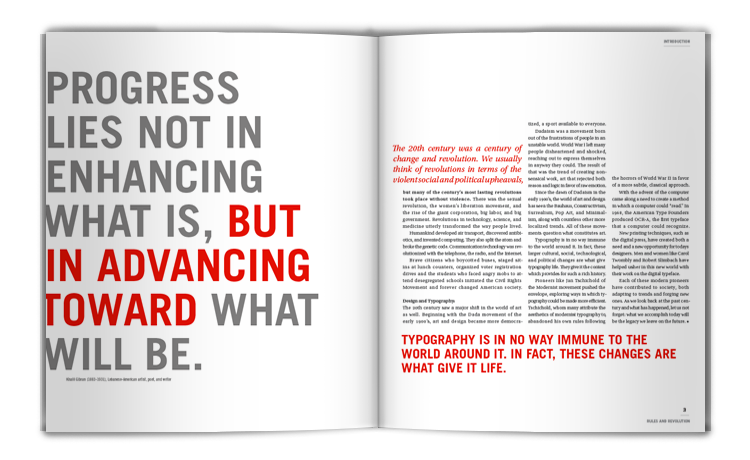 PROGRESS
LIES NOT IN
ENHANCING
WHAT IS, BUT
IN ADVANCING
TOWARD WHAT
WILL BE.
INTRODUCTION
The 20th century was a century of
change and revolution. We usually
think of revolutions in terms of the
violent social and political upheavals,
but many of the century's most lasting revolutions
took place without violence. There was the sexual
revolution, the women's liberation movement, and
the rise of the giant corporation, big labor, and big
government. Revolutions in technology, science, and
medicine utterly transformed the way people lived.
Humankind developed air transport, discovered antibi-
otics, and invented computing. They also split the atom and
broke the genetic code. Communication technology was rev
olutionized with the telephone, the radio, and the Internet.
Brave citizens who boycotted buses, staged sit-
ins at lunch counters, organized voter registration
drives and the students who faced angry mobs to at-
tend desegregated schools initiated the Civil Rights
Movement and forever changed American society.
Design and Typography.
The 20th century saw a major shift in the world of art
as well. Beginning with the Dada movement of the
early 1900's, art and design became more democra-
tized, a sport available to everyone.
Dadaism was a movement born
out of the frustrations of people in an
unstable world. World War I left many
people disheartened and shocked,
reaching out to express themselves
in anyway they could. The result of
that was the trend of creating non-
sensical work, art that rejected both
reason and logic in favor of raw emotion.
Since the dawn of Dadaism in the
early 1900's, the world of art and design
has seen the Bauhaus, Constructivism,
Surrealism, Pop Art, and Minimal-
ism, along with countless other more
localized trends. All of these move-
ments question what constitutes art.
Typography is in no way immune
to the world around it. In fact, these
larger cultural, social, technological,
and political changes are what give
typography life. They give it the context
which provides for such a rich history.
Pioneers like Jan Tschichold of
the Modernist movement pushed the
envelope, exploring ways in which ty-
pography could be made more efficient.
Tschichold, whom many attribute the
aesthetics of modernist typography to,
abandoned his own rules following
the horrors of World War II in favor
of a more subtle, classical approach.
With the advent of the computer
came along a need to create a method
in which a computer could "read" in
1968, the American Type Founders
produced OCR-A, the first typeface
that a computer could recognize.
New printing techniques, such as
the digital press, have created both a
need and a new opportunity for todays
designers. Men and women like Carol
Twombly and Robert Slimbach have
helped usher in this new world with
their work on the digital typeface.
Each of these modern pioneers
have contributed to society, both
adapting to trends and forging new
ones. As we look back at the past cen-
tury and what has happened, let us not
forget: what we accomplish today will
be the legacy we leave on the future.
TYPOGRAPHY IS IN NO WAY IMMUNE TO THE
WORLD AROUND IT. IN FACT, THESE CHANGES ARE
WHAT GIVE IT LIFE.
3
RULES AND REVOLUTION